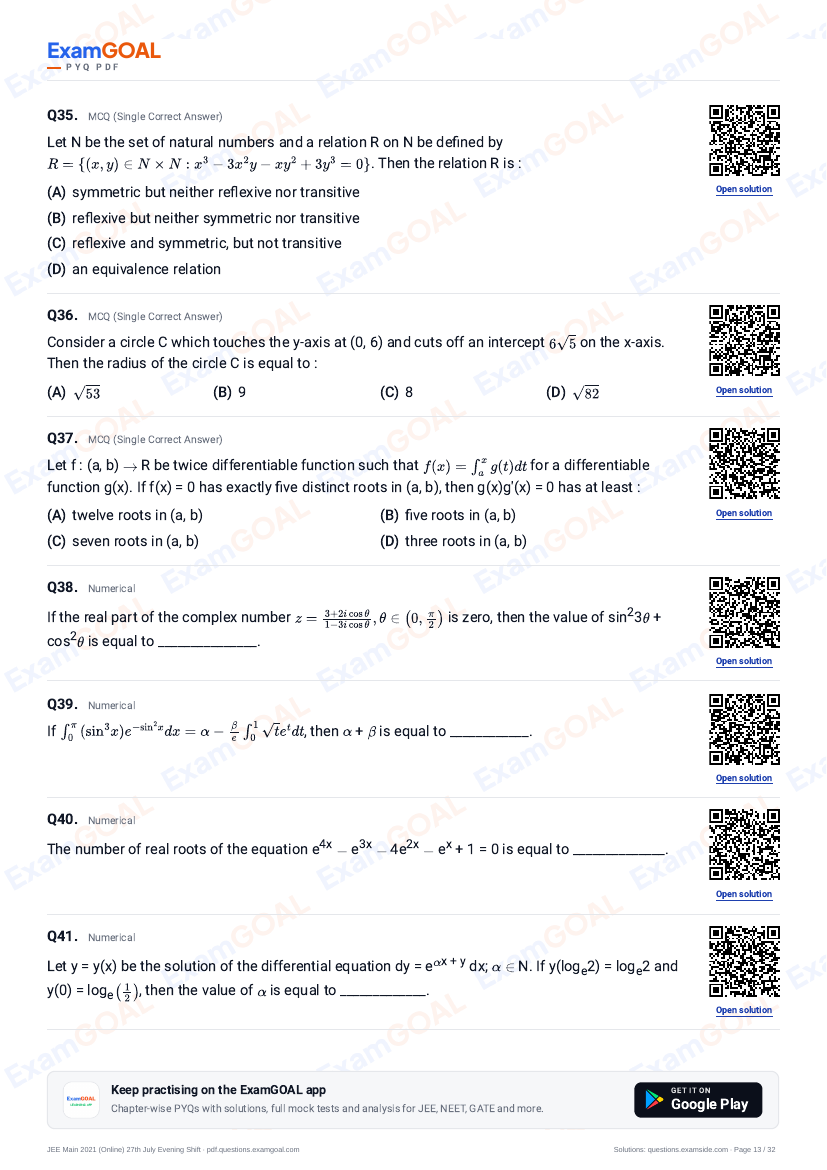 ExamGOAL
PYQ PDF
Q35. MCQ (Single Correct Answer)
Let N be the set of natural numbers and a relation R on N be defined by
R = {(x, y) ∈ N × N : x³ − 3x²y − xy² + 3y³ = 0}. Then the relation R is :
(A) symmetric but neither reflexive nor transitive
(B) reflexive but neither symmetric nor transitive
(C) reflexive and symmetric, but not transitive
(D) an equivalence relation
Open solution
Q36. MCQ (Single Correct Answer)
Consider a circle C which touches the y-axis at (0, 6) and cuts off an intercept 6√5 on the x-axis.
Then the radius of the circle C is equal to :
(A) √53 (B) 9 (C) 8 (D) √82
Open solution
Q37. MCQ (Single Correct Answer)
Let f : (a, b) → R be twice differentiable function such that f(x) = ∫ₐˣ g(t)dt for a differentiable
function g(x). If f(x) = 0 has exactly five distinct roots in (a, b), then g(x)g'(x) = 0 has at least :
(A) twelve roots in (a, b) (B) five roots in (a, b)
(C) seven roots in (a, b) (D) three roots in (a, b)
Open solution
Q38. Numerical
If the real part of the complex number z = (3+2i cos θ)/(1−3i cos θ), θ ∈ (0, π/2) is zero, then the value of sin²3θ +
cos²θ is equal to _______________.
Open solution
Q39. Numerical
If ∫₀^π (sin³x)e^(−sin²x)dx = α − β/e ∫₀¹ √t e^t dt, then α + β is equal to ____________.
Open solution
Q40. Numerical
The number of real roots of the equation e^4x − e^3x − 4e^2x − e^x + 1 = 0 is equal to ______________.
Open solution
Q41. Numerical
Let y = y(x) be the solution of the differential equation dy = e^(αx + y) dx; α ∈ N. If y(logₑ2) = logₑ2 and
y(0) = logₑ(1/2), then the value of α is equal to _____________.
Open solution
Keep practising on the ExamGOAL app
Chapter-wise PYQs with solutions, full mock tests and analysis for JEE, NEET, GATE and more.
GET IT ON
Google Play
JEE Main 2021 (Online) 27th July Evening Shift · pdf.questions.examgoal.com
Solutions: questions.examside.com · Page 13 / 32